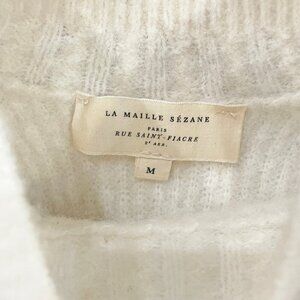 LA MAILLE SÉZANE
PARIS
RUE SAINT-FIACRE
2ᵉ ARR.
M